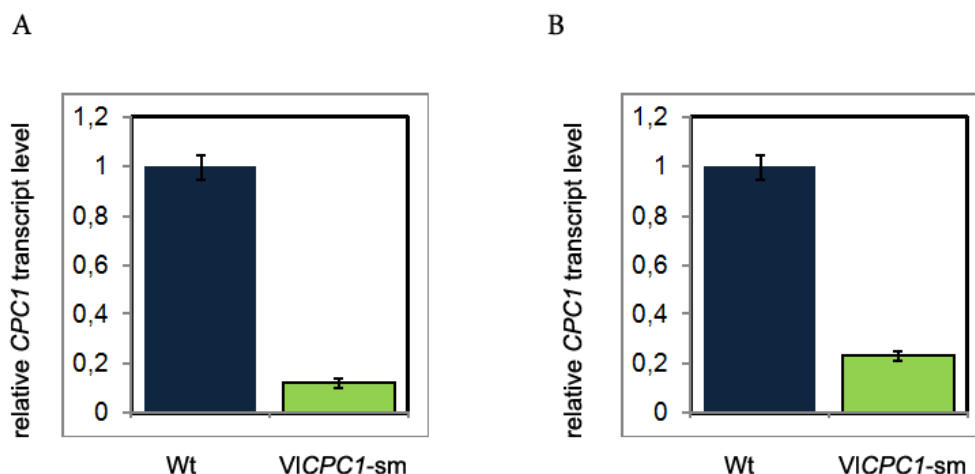 A
B
relative CPC1 transcript level
1,2
1
0,8
0,6
0,4
0,2
0
Wt
VlCPC1-sm
relative CPC1 transcript level
1,2
1
0,8
0,6
0,4
0,2
0
Wt
VlCPC1-sm